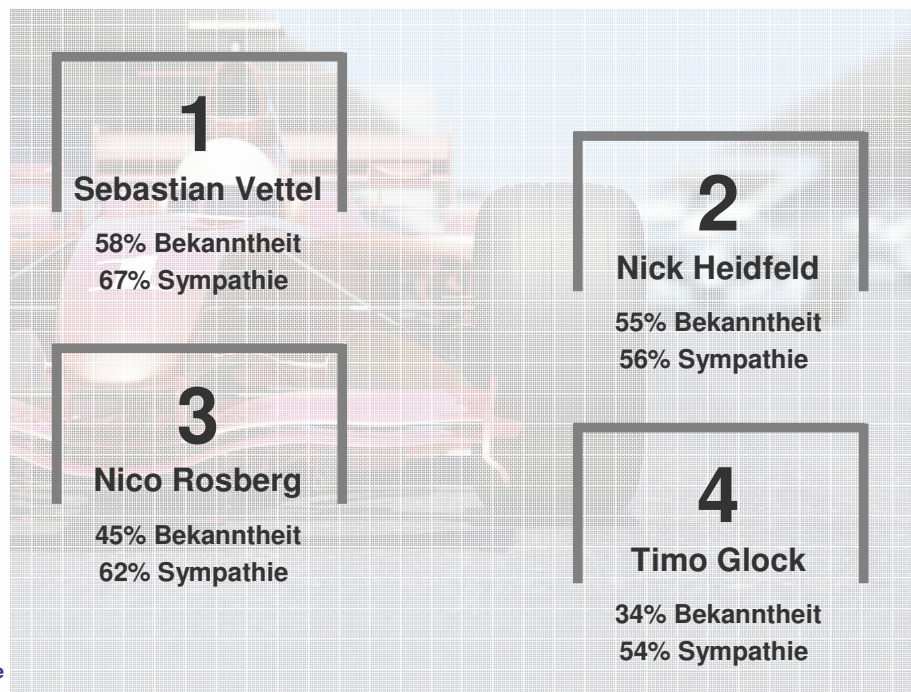 1
Sebastian Vettel
58% Bekanntheit
67% Sympathie
2
Nick Heidfeld
55% Bekanntheit
56% Sympathie
3
Nico Rosberg
45% Bekanntheit
62% Sympathie
4
Timo Glock
34% Bekanntheit
54% Sympathie